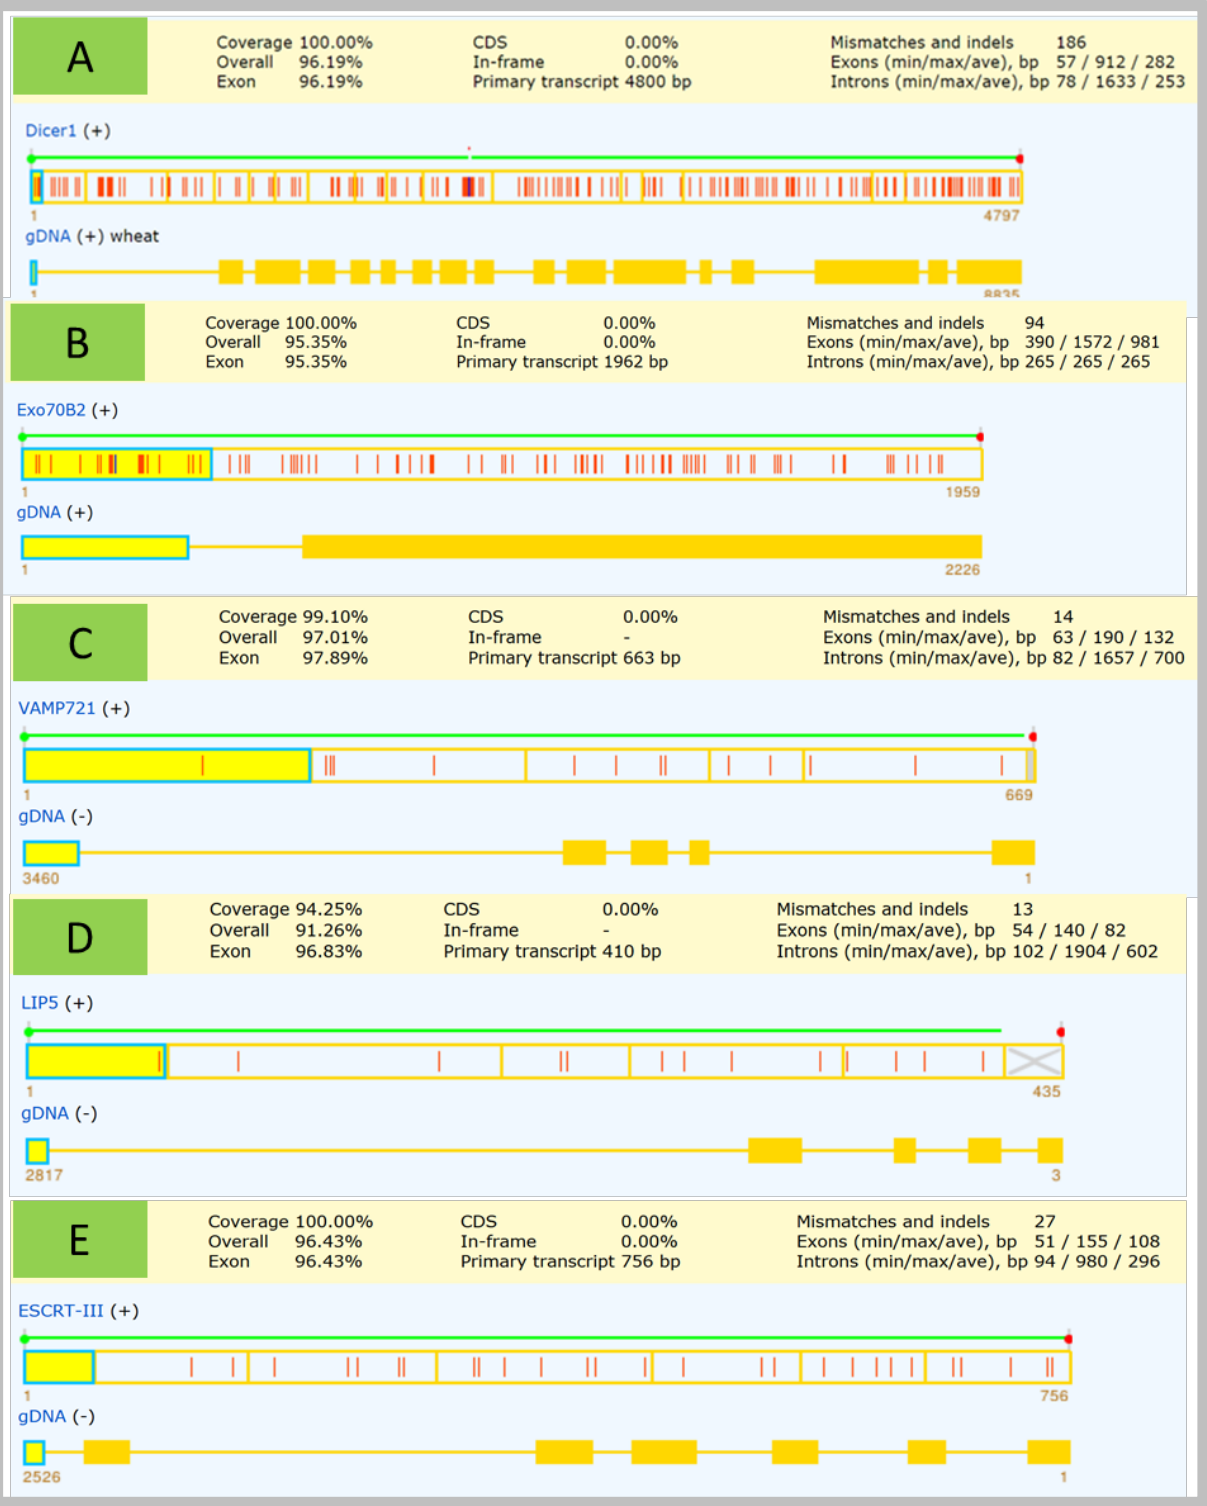 A
Coverage 100.00% CDS 0.00% Mismatches and indels 186
Overall 96.19% In-frame 0.00% Exons (min/max/ave), bp 57 / 912 / 282
Exon 96.19% Primary transcript 4800 bp Introns (min/max/ave), bp 78 / 1633 / 253
Dicer1 (+)
1 4797
gDNA (+) wheat
1 8835
B
Coverage 100.00% CDS 0.00% Mismatches and indels 94
Overall 95.35% In-frame 0.00% Exons (min/max/ave), bp 390 / 1572 / 981
Exon 95.35% Primary transcript 1962 bp Introns (min/max/ave), bp 265 / 265 / 265
Exo70B2 (+)
1 1959
gDNA (+)
1 2226
C
Coverage 99.10% CDS 0.00% Mismatches and indels 14
Overall 97.01% In-frame - Exons (min/max/ave), bp 63 / 190 / 132
Exon 97.89% Primary transcript 663 bp Introns (min/max/ave), bp 82 / 1657 / 700
VAMP721 (+)
1 669
gDNA (-)
3460 1
D
Coverage 94.25% CDS 0.00% Mismatches and indels 13
Overall 91.26% In-frame - Exons (min/max/ave), bp 54 / 140 / 82
Exon 96.83% Primary transcript 410 bp Introns (min/max/ave), bp 102 / 1904 / 602
LIP5 (+)
1 435
gDNA (-)
2817 3
E
Coverage 100.00% CDS 0.00% Mismatches and indels 27
Overall 96.43% In-frame 0.00% Exons (min/max/ave), bp 51 / 155 / 108
Exon 96.43% Primary transcript 756 bp Introns (min/max/ave), bp 94 / 980 / 296
ESCRT-III (+)
1 756
gDNA (-)
2526 1